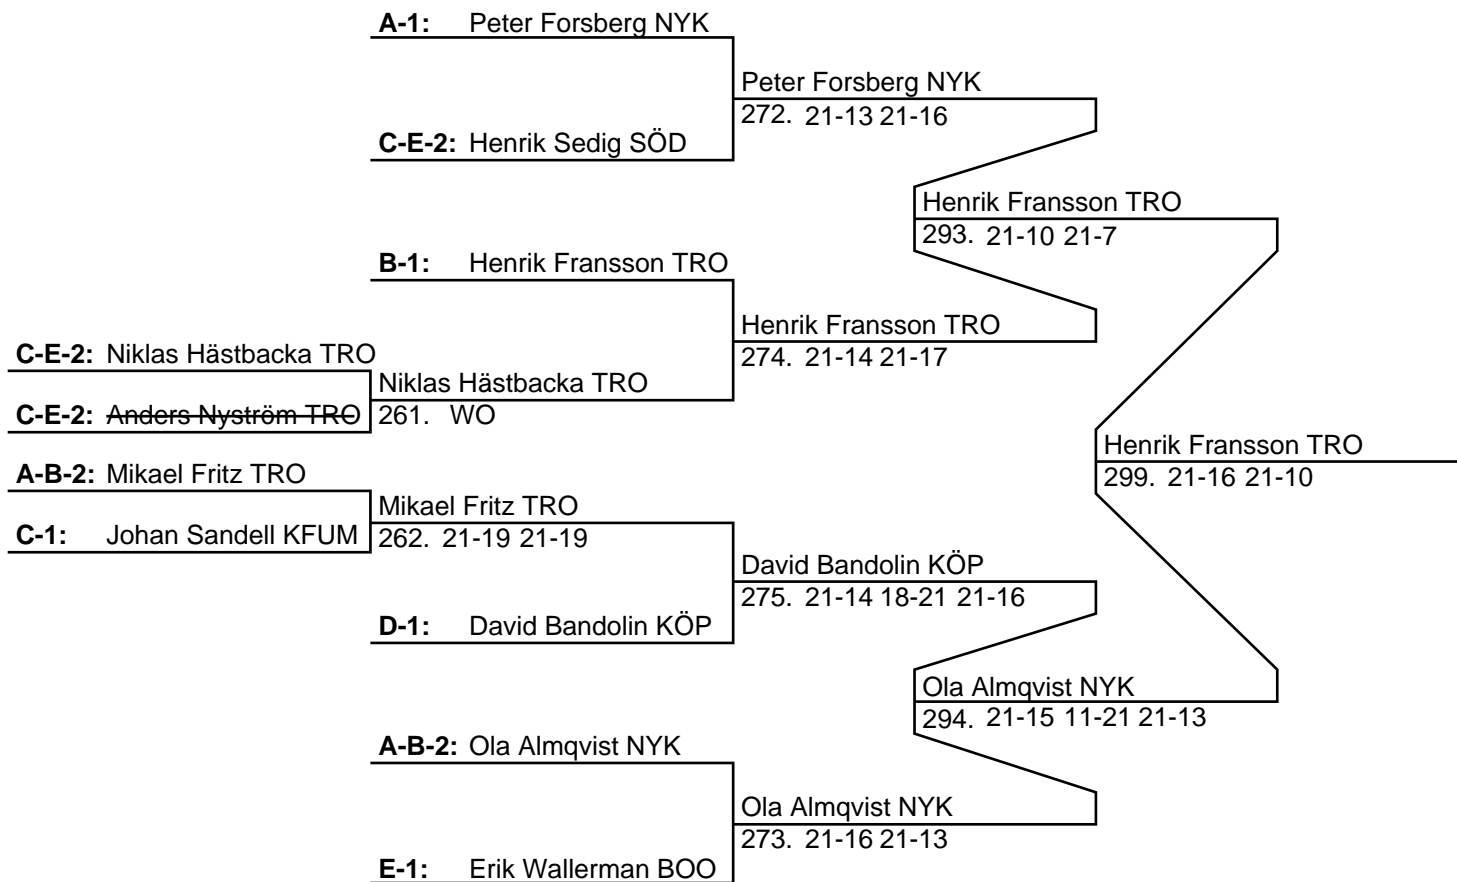 A-1: Peter Forsberg NYK
Peter Forsberg NYK
272. 21-13 21-16
C-E-2: Henrik Sedig SÖD
Henrik Fransson TRO
293. 21-10 21-7
B-1: Henrik Fransson TRO
Henrik Fransson TRO
274. 21-14 21-17
C-E-2: Niklas Hästbacka TRO
Niklas Hästbacka TRO
261. WO
C-E-2: Anders Nyström TRO
Henrik Fransson TRO
299. 21-16 21-10
A-B-2: Mikael Fritz TRO
Mikael Fritz TRO
262. 21-19 21-19
C-1: Johan Sandell KFUM
David Bandolin KÖP
275. 21-14 18-21 21-16
D-1: David Bandolin KÖP
Ola Almqvist NYK
294. 21-15 11-21 21-13
A-B-2: Ola Almqvist NYK
Ola Almqvist NYK
273. 21-16 21-13
E-1: Erik Wallerman BOO